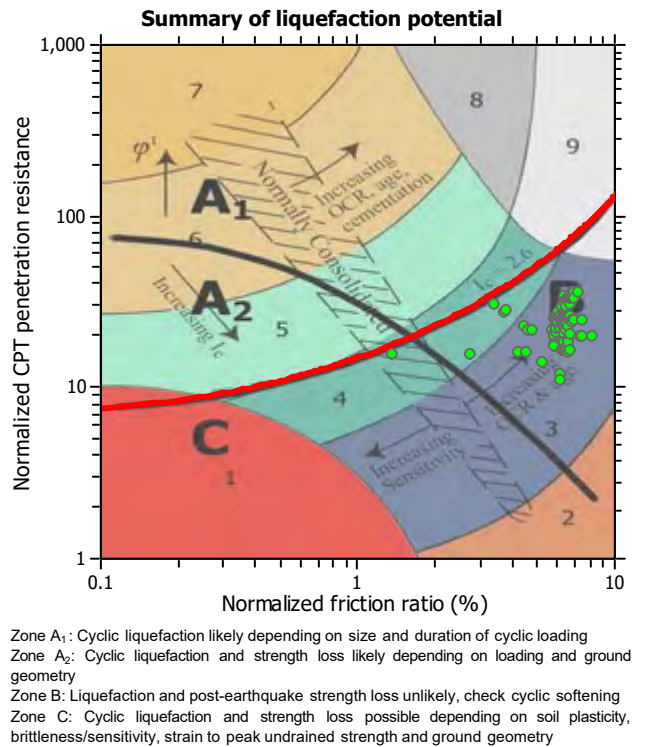 Summary of liquefaction potential
1,000
7
8
9
φ'
Increasing
OCR, age,
cementation
A1
100
Normally Consolidated
6
Ic = 2.6
B
A2
Increasing Ic
5
10
4
Increasing
OCR & age
C
3
1
Increasing
Sensitivity
2
1
0.1
1
10
Normalized CPT penetration resistance
Normalized friction ratio (%)
Zone A1: Cyclic liquefaction likely depending on size and duration of cyclic loading
Zone A2: Cyclic liquefaction and strength loss likely depending on loading and ground
geometry
Zone B: Liquefaction and post-earthquake strength loss unlikely, check cyclic softening
Zone C: Cyclic liquefaction and strength loss possible depending on soil plasticity,
brittleness/sensitivity, strain to peak undrained strength and ground geometry